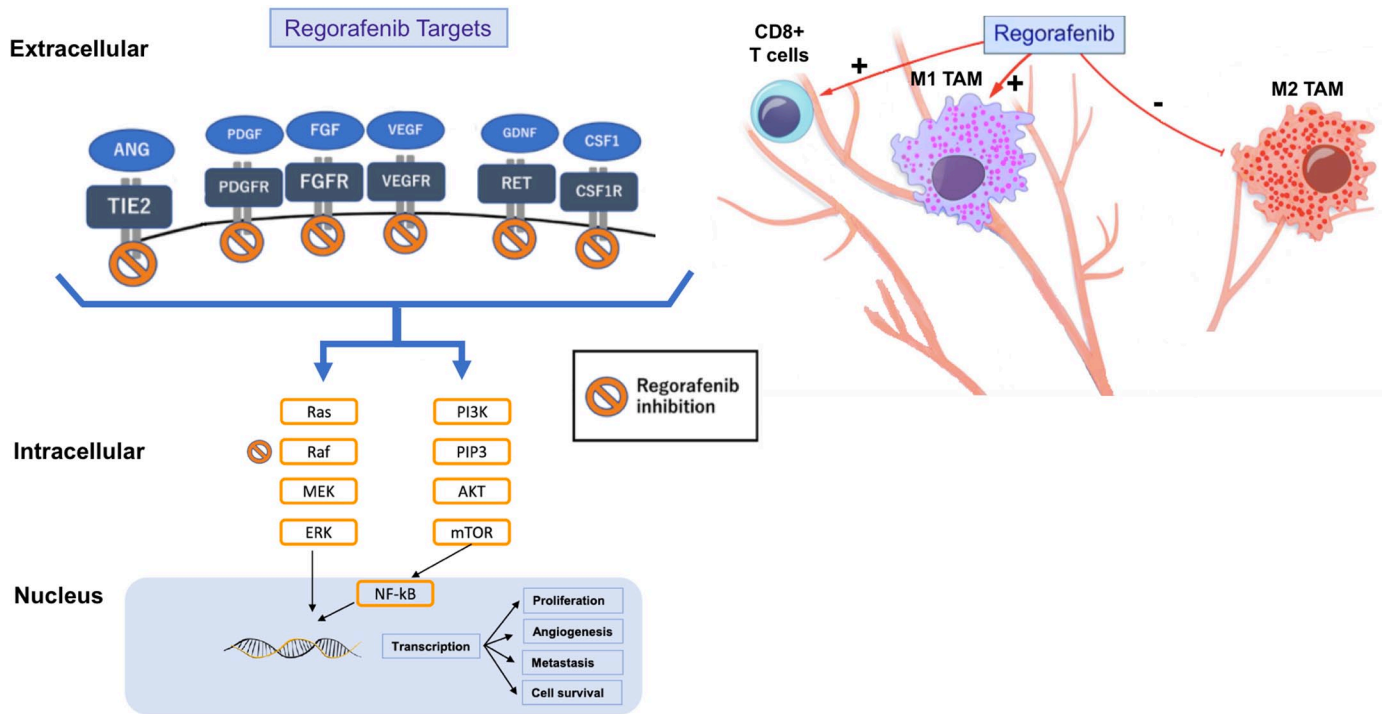 Regorafenib Targets
Extracellular
ANG
PDGF
FGF
VEGF
GDNF
CSF1
TIE2
PDGFR
FGFR
VEGFR
RET
CSF1R
CD8+
T cells
+
Regorafenib
M1 TAM
+
-
M2 TAM
Regorafenib
inhibition
Intracellular
Ras
PI3K
Raf
PIP3
MEK
AKT
ERK
mTOR
Nucleus
NF-kB
Transcription
Proliferation
Angiogenesis
Metastasis
Cell survival